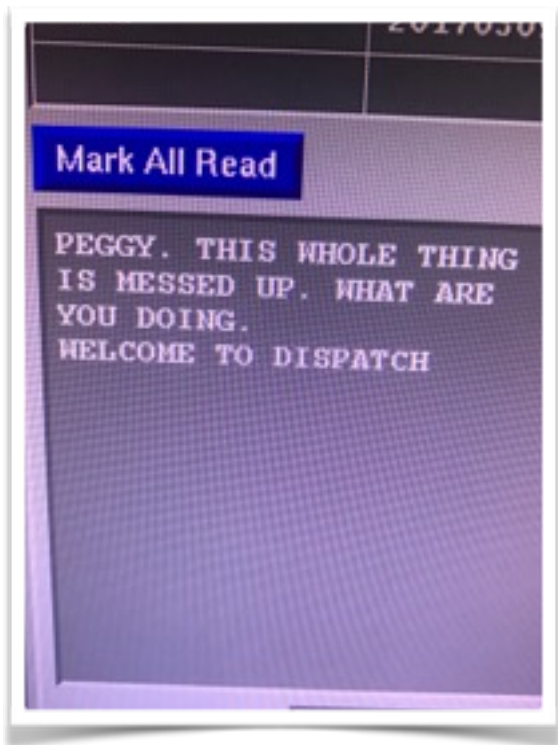 Mark All Read
PEGGY. THIS WHOLE THING
IS MESSED UP. WHAT ARE
YOU DOING.
WELCOME TO DISPATCH